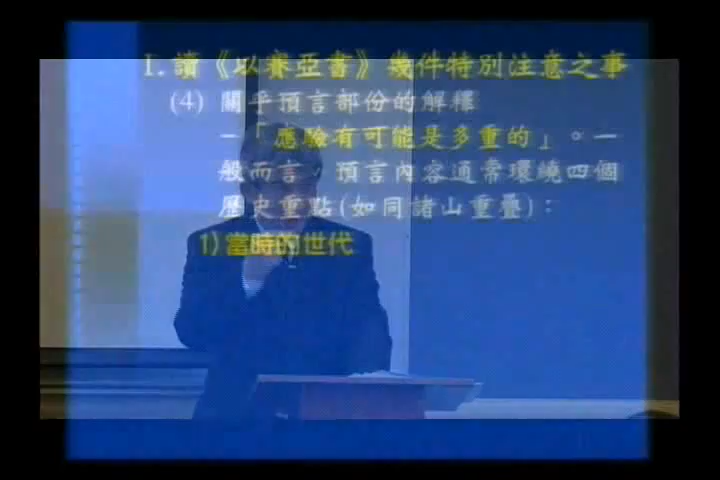 1.讀《以賽亞書》幾件特別注意之事
(4) 關乎預言部份的解釋
一「應驗有可能是多重的」。一
般而言，預言內容通常環繞四個
歷史重點(如同諸山重疊)：
1)當時的世代